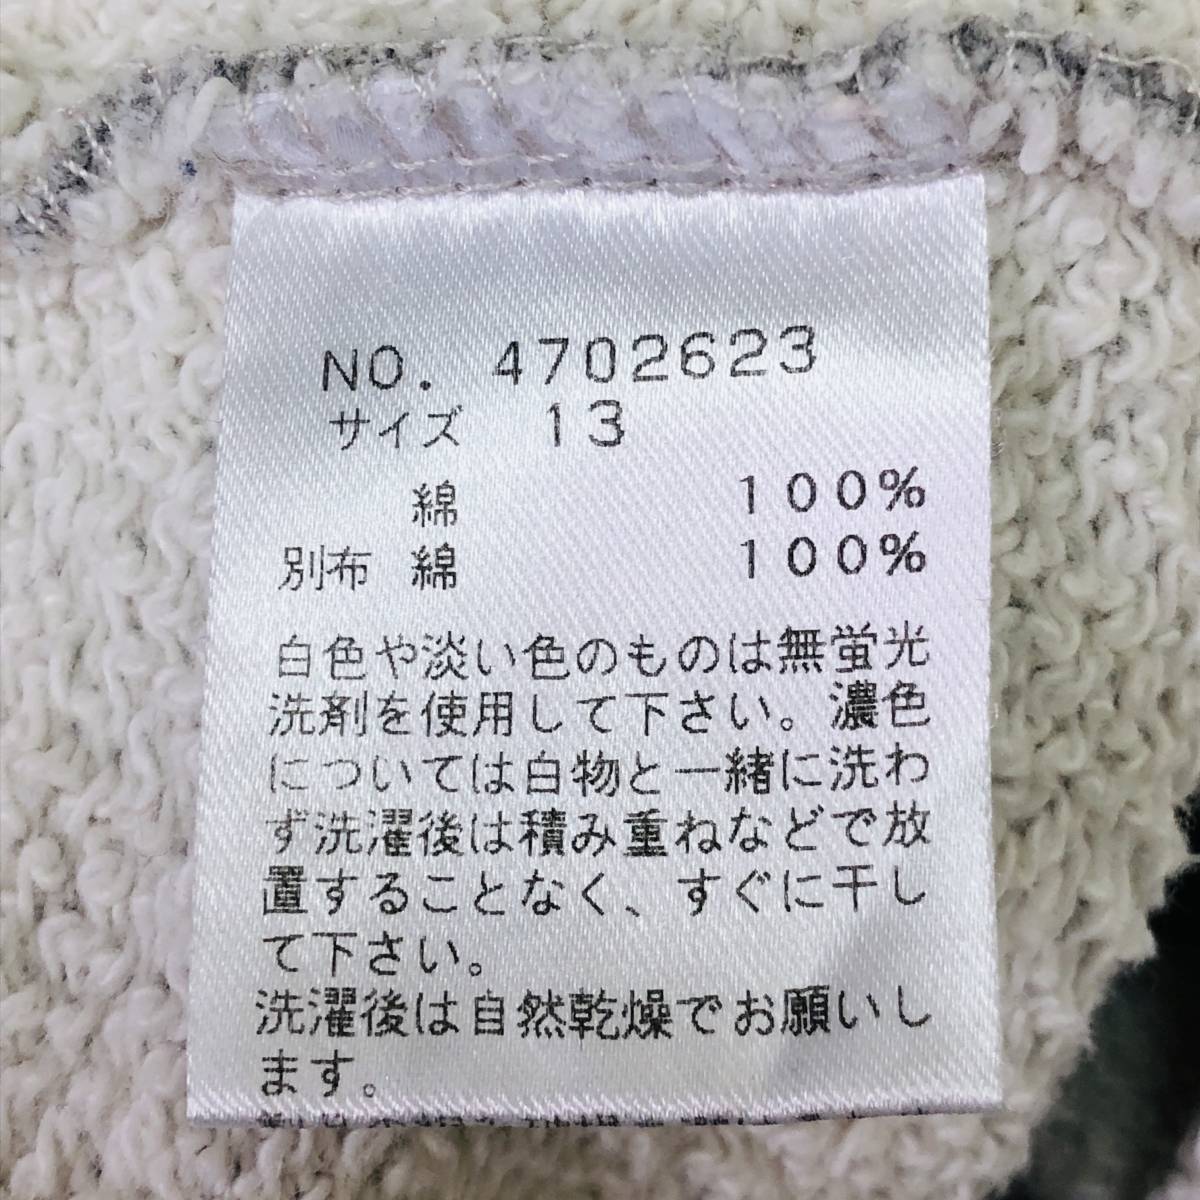 NO. 4702623
サイズ 13
綿 100%
別布 綿 100%
白色や淡い色のものは無蛍光
洗剤を使用して下さい。濃色
については白物と一緒に洗わ
ず洗濯後は積み重ねなどで放
置することなく、すぐに干し
て下さい。
洗濯後は自然乾燥でお願いし
ます。